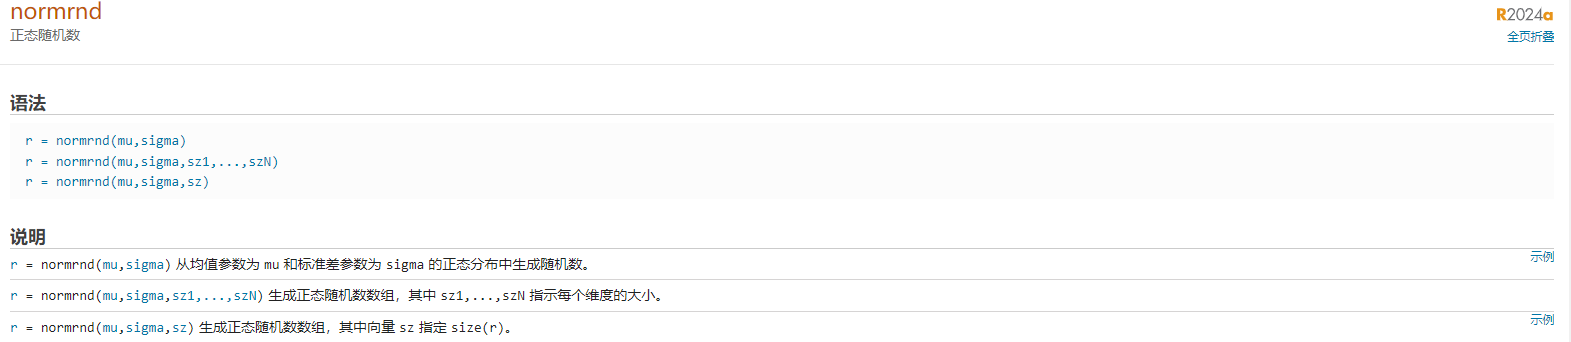 normrnd
R2024a
正态随机数
全页折叠
语法
r = normrnd(mu,sigma)
r = normrnd(mu,sigma,sz1,...,szN)
r = normrnd(mu,sigma,sz)
说明
示例
r = normrnd(mu,sigma) 从均值参数为 mu 和标准差参数为 sigma 的正态分布中生成随机数。
r = normrnd(mu,sigma,sz1,...,szN) 生成正态随机数数组，其中 sz1,...,szN 指示每个维度的大小。
示例
r = normrnd(mu,sigma,sz) 生成正态随机数数组，其中向量 sz 指定 size(r)。